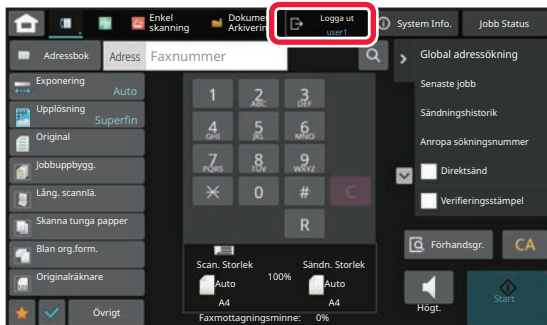 Enkel skanning
Dokume Arkivering
Logga ut
user1
System Info.
Jobb Status
Adressbok
Adress
Faxnummer
Exponering
Auto
Upplösning
Superfin
Original
Jobbuppbygg.
Lång. scannlä.
Skanna tunga papper
Blan org.form.
Originalräknare
Övrigt
1
2 ABC
3 DEF
4 GHI
5 JKL
6 MNO
7 PQRS
8 TUV
9 WXYZ
0
#
C
R
Scan. Storlek
Sändn. Storlek
Auto
100%
Auto
A4
A4
Faxmottagningsminne: 0%
Global adressökning
Senaste jobb
Sändningshistorik
Anropa sökningsnummer
Direktsänd
Verifieringsstämpel
Förhandsgr.
CA
Högt.
Start